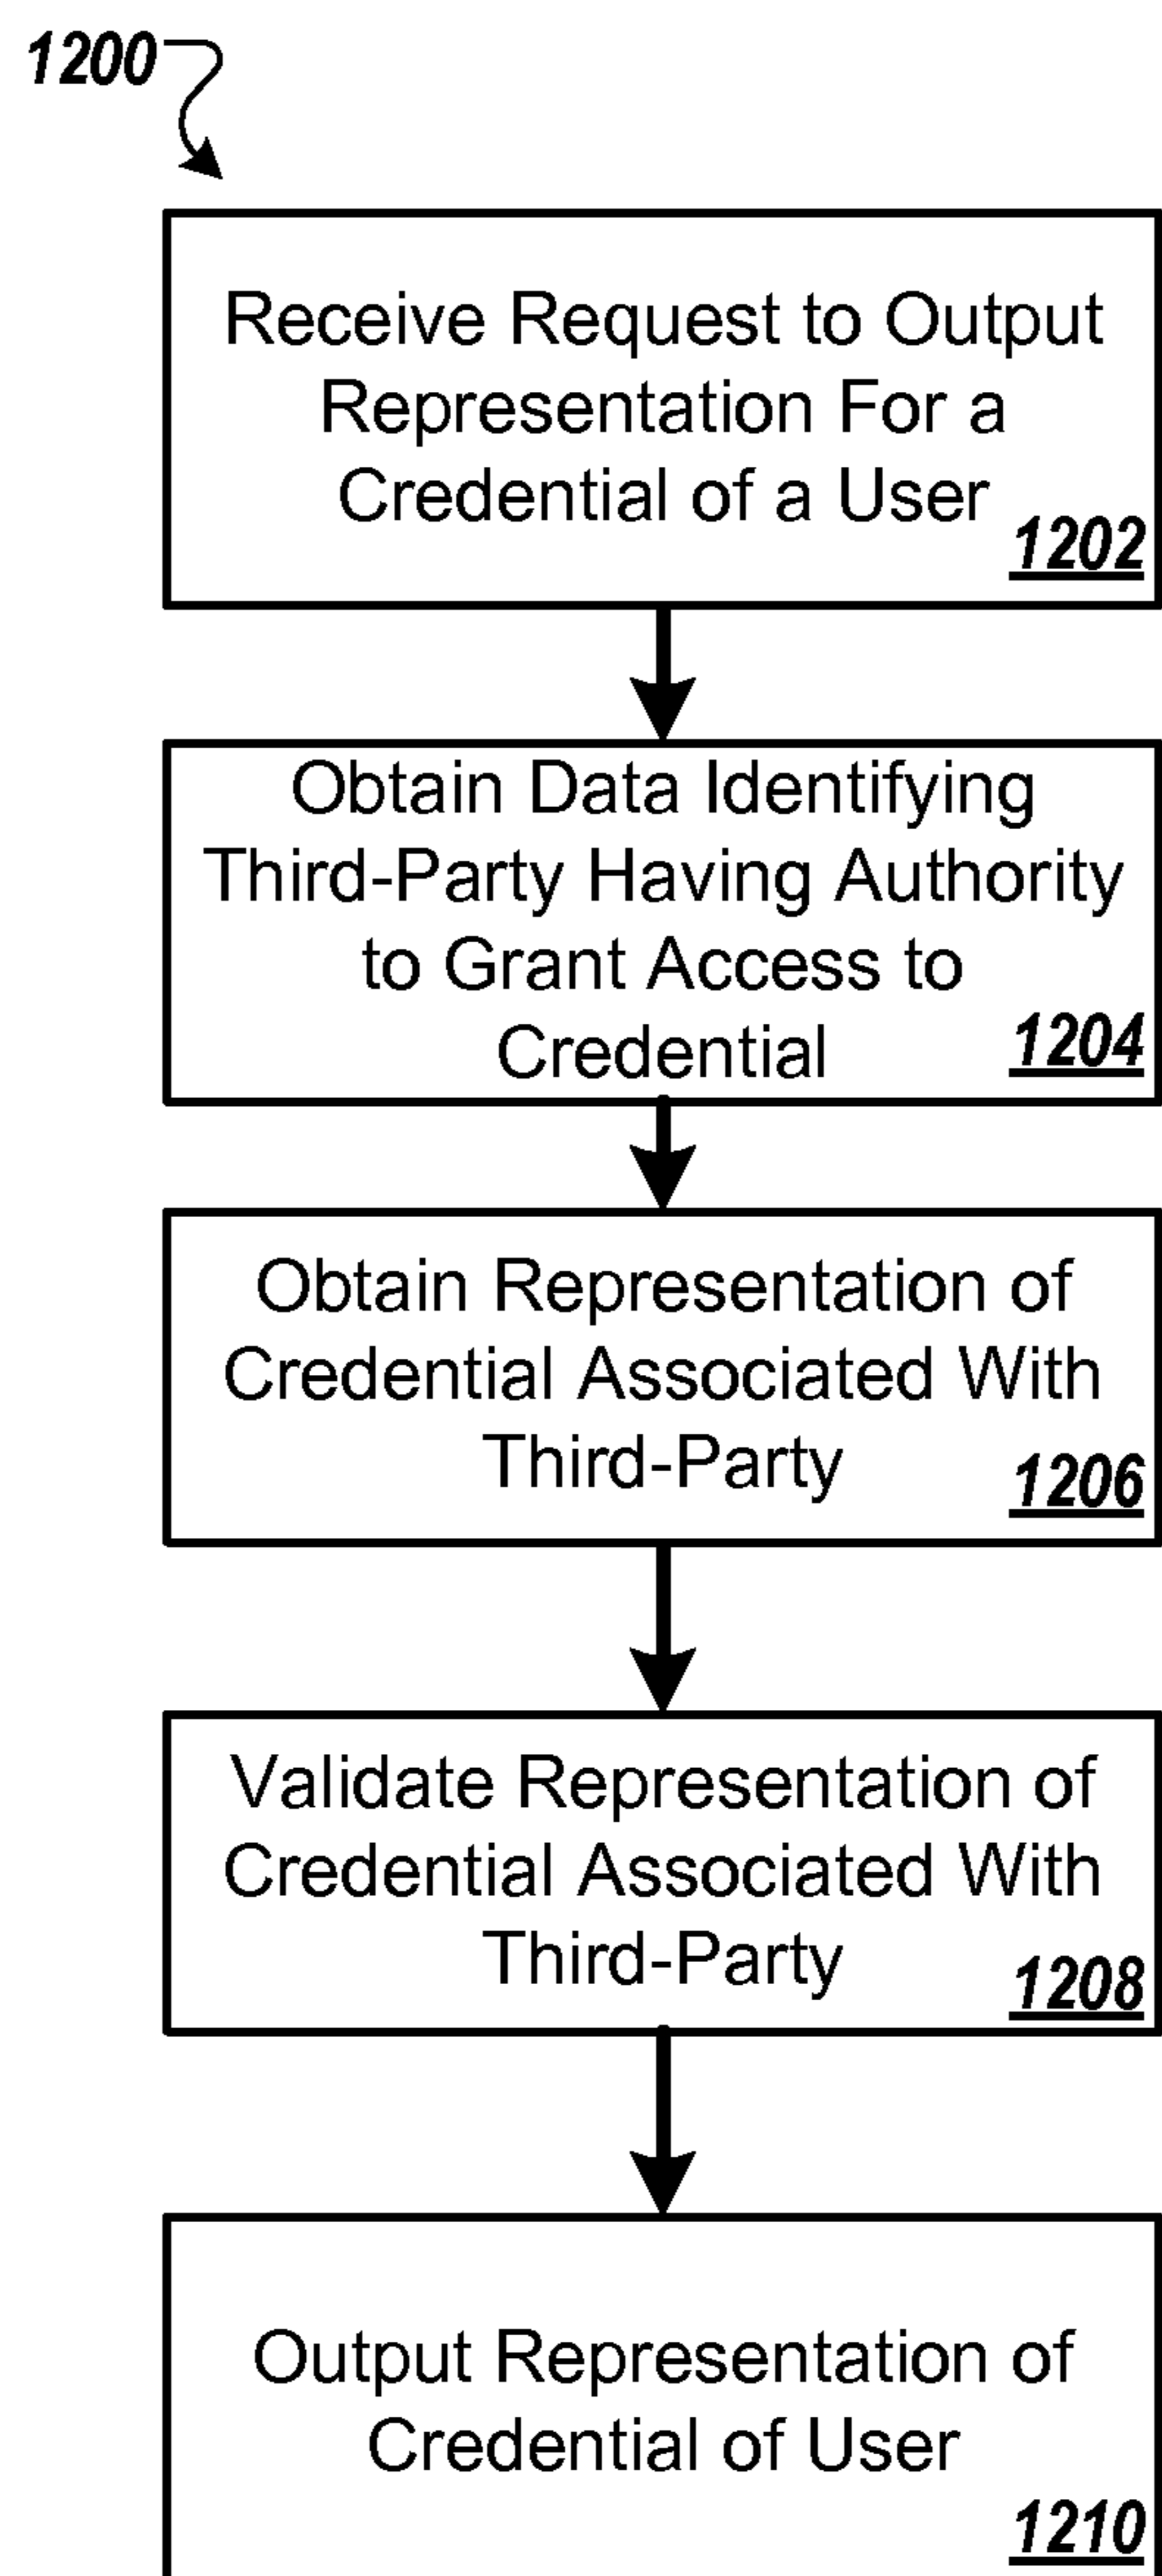 1200
Receive Request to Output
Representation For a
Credential of a User
1202
Obtain Data Identifying
Third-Party Having Authority
to Grant Access to
Credential
1204
Obtain Representation of
Credential Associated With
Third-Party
1206
Validate Representation of
Credential Associated With
Third-Party
1208
Output Representation of
Credential of User
1210